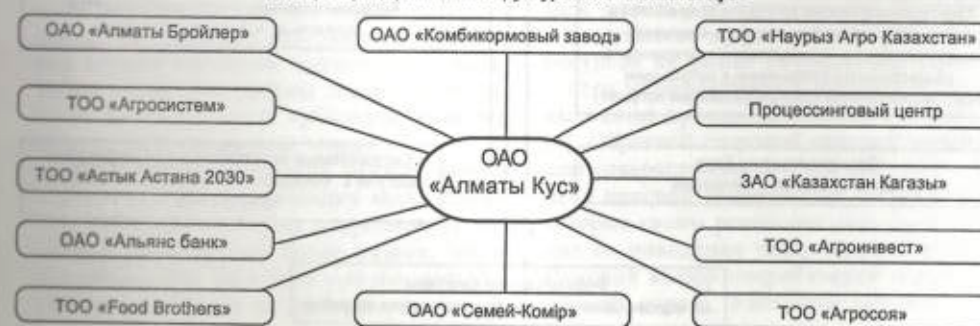 ОАО «Алматы Бройлер»
ОАО «Комбикормовый завод»
ТОО «Наурыз Агро Казахстан»
ТОО «Агросистем»
Процессинговый центр
ОАО
«Алматы Кус»
ТОО «Астык Астана 2030»
ЗАО «Казахстан Кагазы»
ОАО «Альянс банк»
ТОО «Агроинвест»
ТОО «Food Brothers»
ОАО «Семей-Комiр»
ТОО «Агросоя»